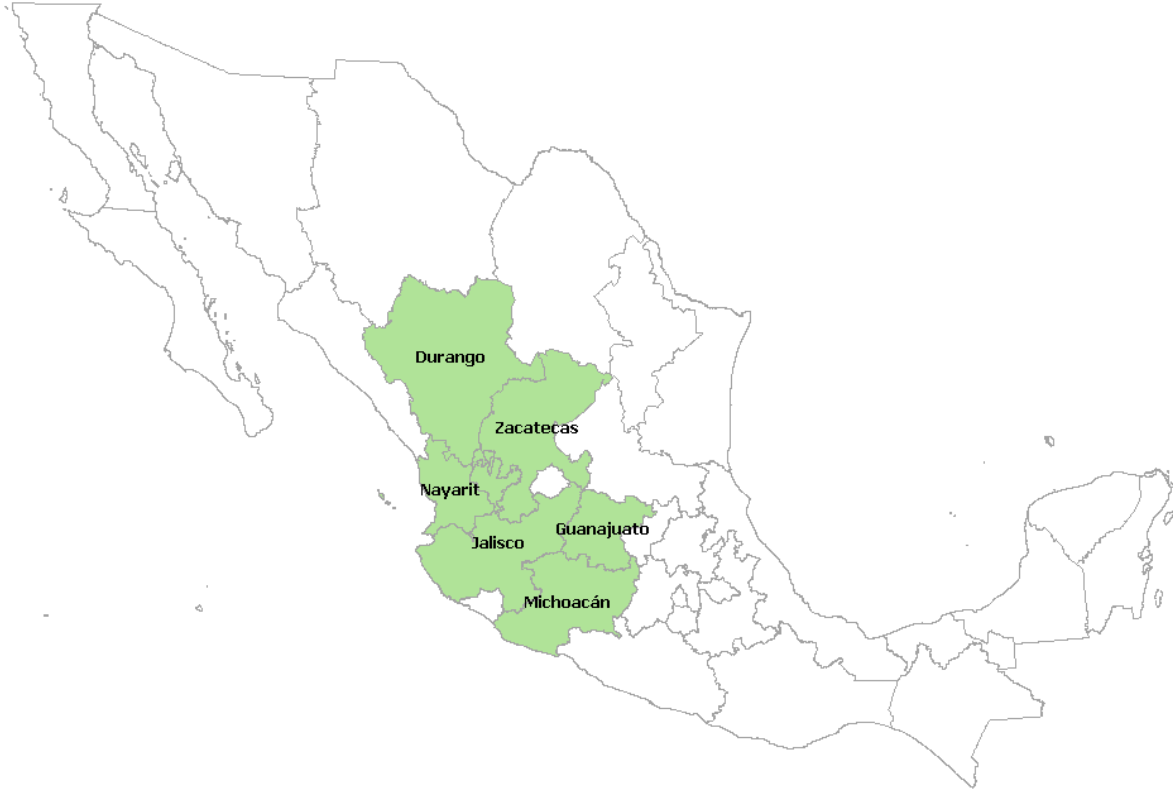 Durango
Zacatecas
Nayarit
Guanajuato
Jalisco
Michoacán